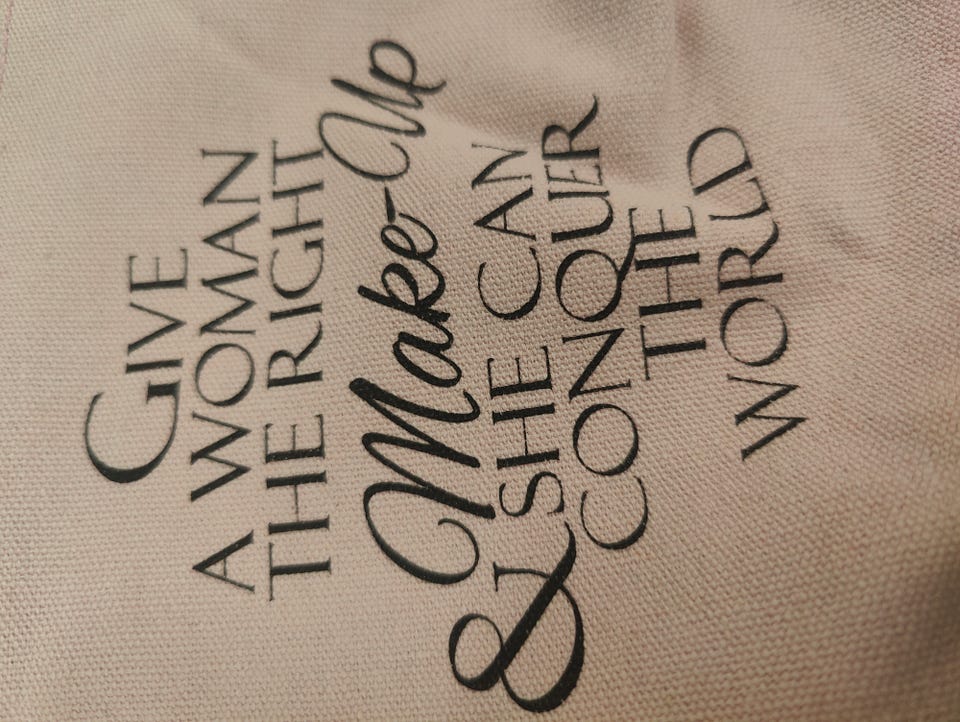 GIVE
A WOMAN
THE RIGHT
Make-Up
& SHE CAN
CONQUER
THE
WORLD